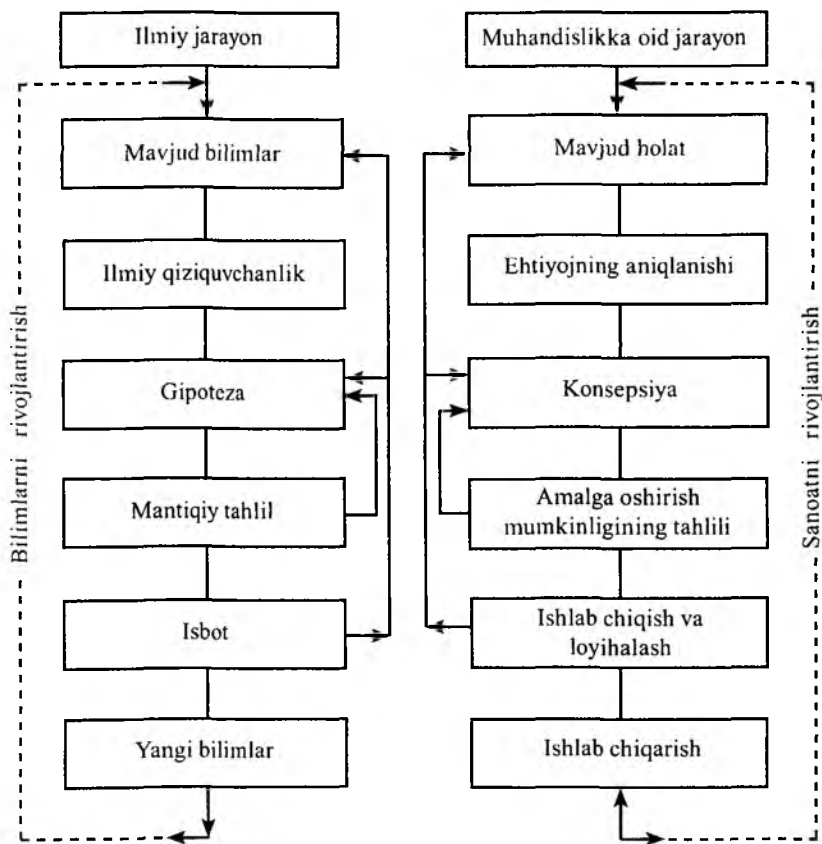 Ilmiy jarayon
Mavjud bilimlar
Ilmiy qiziquvchanlik
Gipoteza
Mantiqiy tahlil
Isbot
Yangi bilimlar
Bilimlarni rivojlantirish
Muhandislikka oid jarayon
Mavjud holat
Ehtiyojning aniqlanishi
Konsepsiya
Amalga oshirish
mumkinligining tahlili
Ishlab chiqish va
loyihalash
Ishlab chiqarish
Sanoatni rivojlantirish